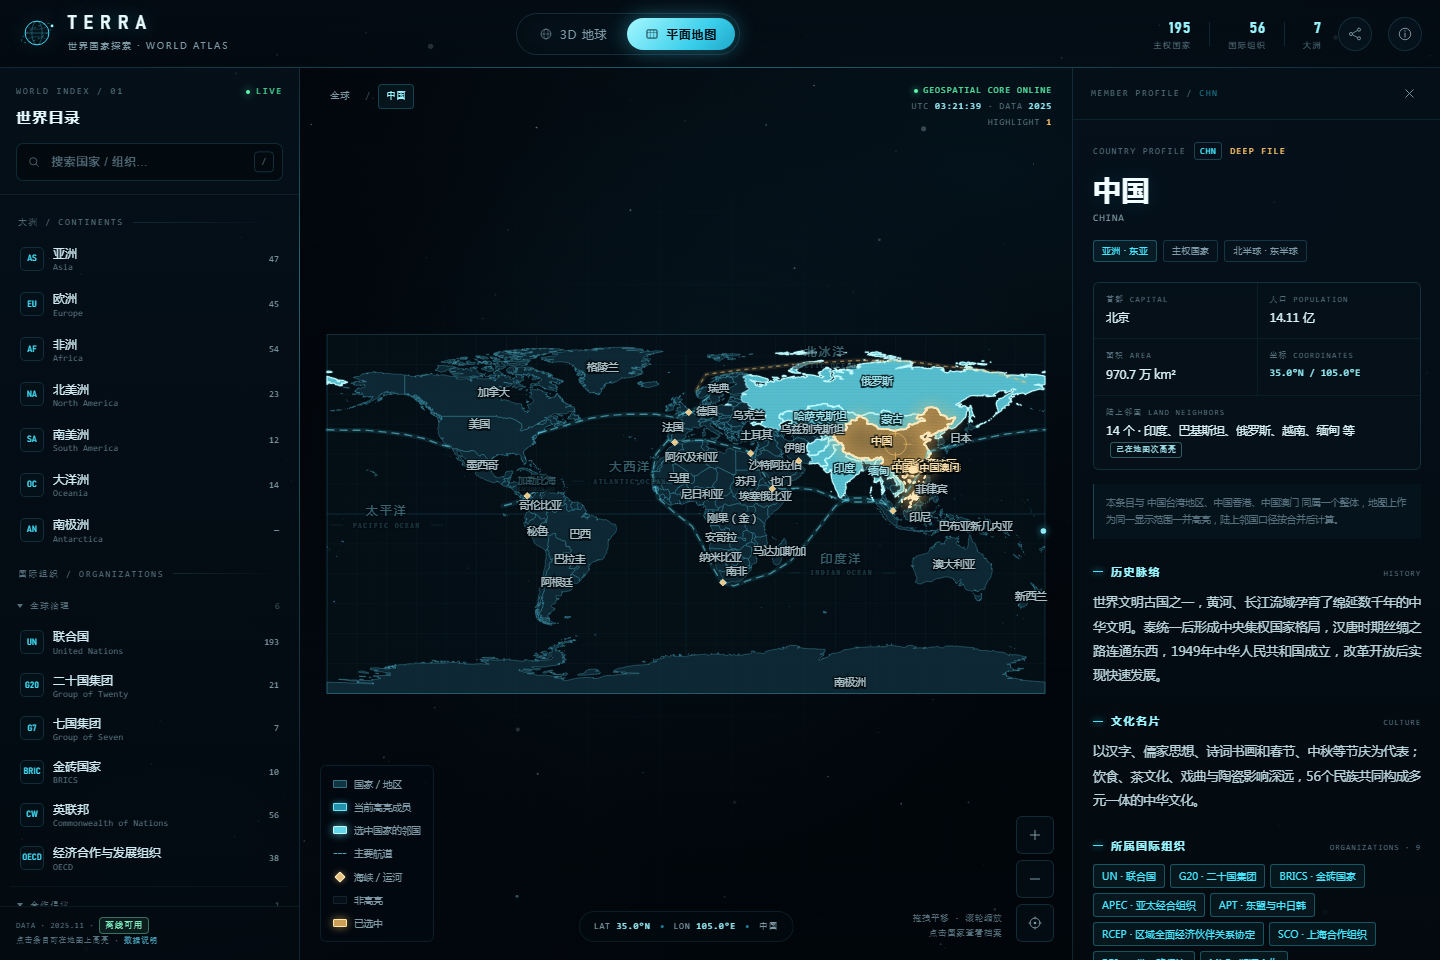 TERRA
世界国家探索 · WORLD ATLAS
3D 地球
平面地图
195
主权国家
56
国际组织
7
大洲
WORLD INDEX / 01
LIVE
世界目录
搜索国家 / 组织...
/
大洲 / CONTINENTS
AS
亚洲
Asia
47
EU
欧洲
Europe
45
AF
非洲
Africa
54
NA
北美洲
North America
23
SA
南美洲
South America
12
OC
大洋洲
Oceania
14
AN
南极洲
Antarctica
—
国际组织 / ORGANIZATIONS
全球治理
6
UN
联合国
United Nations
193
G20
二十国集团
Group of Twenty
21
G7
七国集团
Group of Seven
7
BRIC
金砖国家
BRICS
10
CW
英联邦
Commonwealth of Nations
56
OECD
经济合作与发展组织
OECD
38
DATA · 2025.11 · 离线可用
点击条目可在地图上高亮 · 数据说明
全球 / 中国
GEOSPATIAL CORE ONLINE
UTC 03:21:39 · DATA 2025
HIGHLIGHT 1
北冰洋
格陵兰
俄罗斯
加拿大
瑞典
德国
乌克兰
哈萨克斯坦
蒙古
美国
法国
土耳其
乌兹别克斯坦
中国
日本
伊朗
墨西哥
大西洋
ATLANTIC OCEAN
阿尔及利亚
沙特阿拉伯
印度
缅甸
中国澳门
加勒比海
马里
苏丹
也门
尼日利亚
埃塞俄比亚
菲律宾
哥伦比亚
太平洋
PACIFIC OCEAN
刚果（金）
印尼
巴布亚新几内亚
秘鲁
巴西
安哥拉
巴拉圭
纳米比亚
马达加斯加
印度洋
INDIAN OCEAN
澳大利亚
阿根廷
南非
新西兰
南极洲
国家 / 地区
当前高亮成员
选中国家的邻国
主要航道
海峡 / 运河
非高亮
已选中
LAT 35.0°N • LON 105.0°E • 中国
拖拽平移 · 滚轮缩放
点击国家查看档案
MEMBER PROFILE / CHN
COUNTRY PROFILE CHN DEEP FILE
中国
CHINA
亚洲 · 东亚
主权国家
北半球 · 东半球
首都 CAPITAL
北京
人口 POPULATION
14.11 亿
面积 AREA
970.7 万 km²
坐标 COORDINATES
35.0°N / 105.0°E
陆上邻国 LAND NEIGHBORS
14 个 · 印度、巴基斯坦、俄罗斯、越南、缅甸 等
已在地图次高亮
本条目与 中国台湾地区、中国香港、中国澳门 同属一个整体，地图上作
为同一显示范围一并高亮，陆上邻国口径按合并后计算。
历史脉络
HISTORY
世界文明古国之一，黄河、长江流域孕育了绵延数千年的中
华文明。秦统一后形成中央集权国家格局，汉唐时期丝绸之
路连通东西，1949年中华人民共和国成立，改革开放后实
现快速发展。
文化名片
CULTURE
以汉字、儒家思想、诗词书画和春节、中秋等节庆为代表；
饮食、茶文化、戏曲与陶瓷影响深远，56个民族共同构成多
元一体的中华文化。
所属国际组织
ORGANIZATIONS · 9
UN · 联合国
G20 · 二十国集团
BRICS · 金砖国家
APEC · 亚太经合组织
APT · 东盟与中日韩
RCEP · 区域全面经济伙伴关系协定
SCO · 上海合作组织